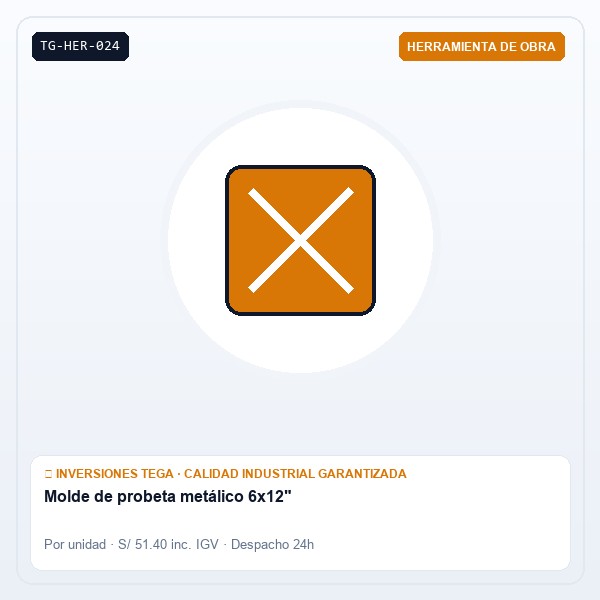 TG-HER-024
HERRAMIENTA DE OBRA
INVERSIONES TEGA · CALIDAD INDUSTRIAL GARANTIZADA
Molde de probeta metálico 6x12"
Por unidad · S/ 51.40 inc. IGV · Despacho 24h